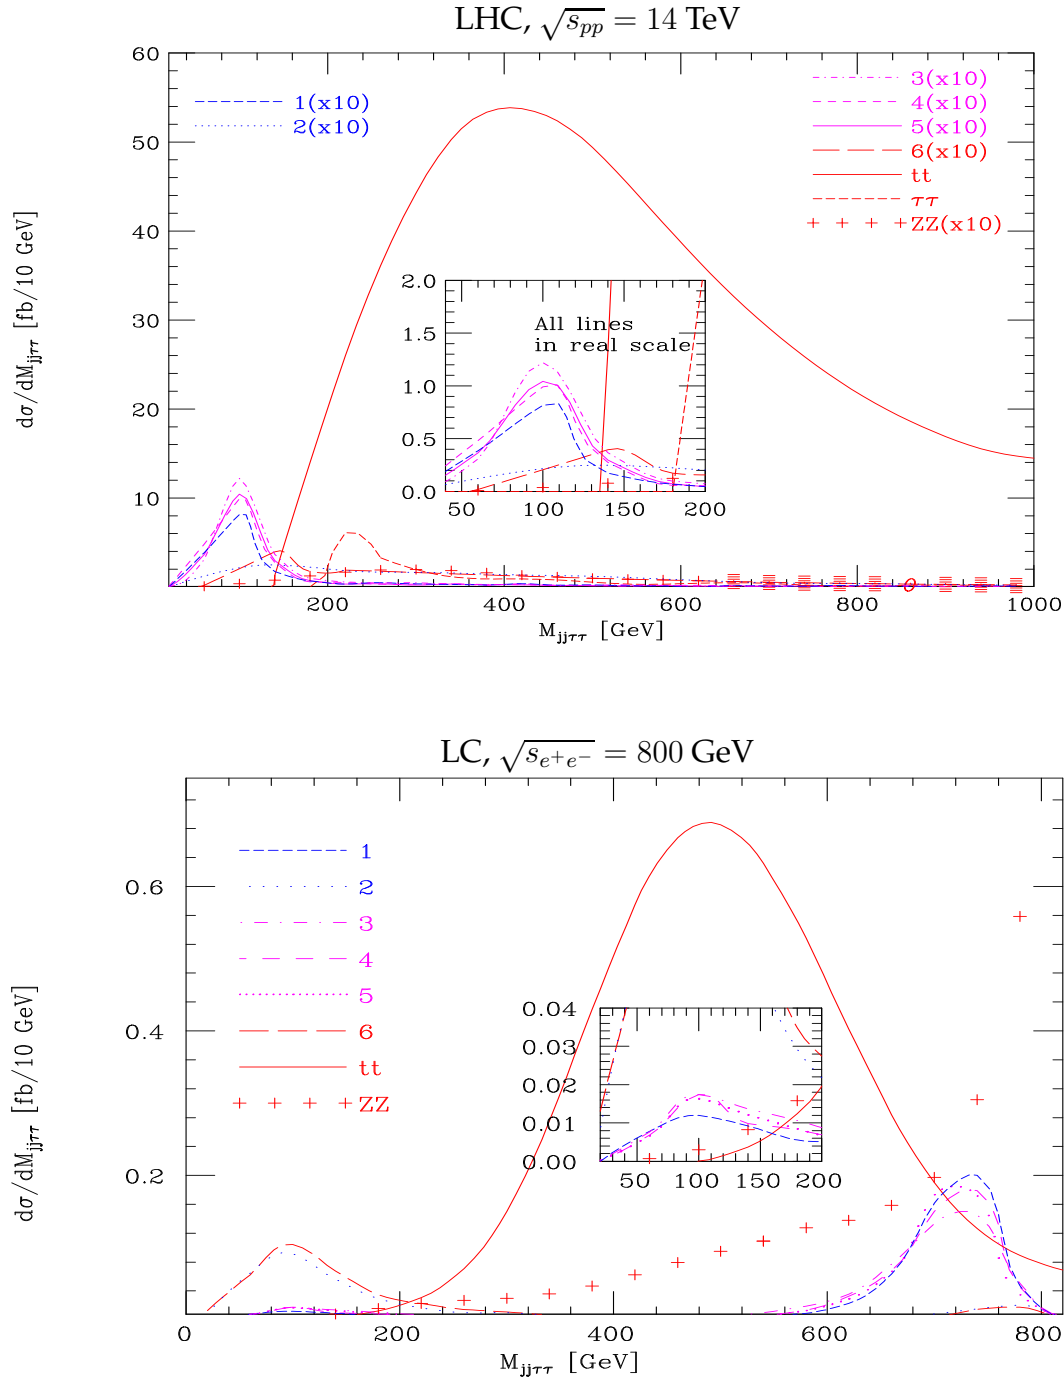 LHC, √s_pp = 14 TeV
60
50
40
30
20
10
dσ/dM_jjττ [fb/10 GeV]
1(x10)
2(x10)
3(x10)
4(x10)
5(x10)
6(x10)
tt
ττ
ZZ(x10)
2.0
1.5
1.0
0.5
0.0
All lines
in real scale
50 100 150 200
200 400 600 800 1000
0
M_jjττ [GeV]
LC, √s_e⁺e⁻ = 800 GeV
0.6
0.4
0.2
dσ/dM_jjττ [fb/10 GeV]
1
2
3
4
5
6
tt
ZZ
0.04
0.03
0.02
0.01
0.00
50 100 150 200
0 200 400 600 800
M_jjττ [GeV]